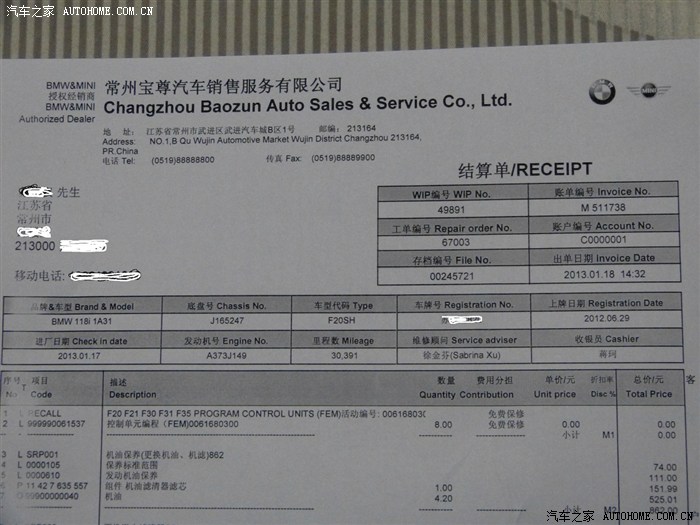 汽车之家 AUTOHOME.COM.CN
BMW&MINI
授权经销商
BMW&MINI
Authorized Dealer
常州宝尊汽车销售服务有限公司
Changzhou Baozun Auto Sales & Service Co., Ltd.
地 址: 江苏省常州市武进区武进汽车城B区1号 邮编: 213164
Address: NO.1,B Qu Wujin Automotive Market Wujin District Changzhou 213164,
PR.China
电话 Tel: (0519)88888800 传真 Fax: (0519)88889900
结算单/RECEIPT
先生
江苏省
常州市
213000
移动电话:
WIP编号 WIP No. 账单编号 Invoice No.
49891 M 511738
工单编号 Repair order No. 账户编号 Account No.
67003 C0000001
存档编号 File No. 出单日期 Invoice Date
00245721 2013.01.18 14:32
品牌&车型 Brand & Model 底盘号 Chassis No. 车型代码 Type 车牌号 Registration No. 上牌日期 Registration Date
BMW 118i 1A31 J165247 F20SH 2012.06.29
进厂日期 Check in date 发动机号 Engine No. 里程数 Mileage 维修顾问 Service adviser 收银员 Cashier
2013.01.17 A373J149 30,391 徐金芬(Sabrina Xu) 蒋闵
序号 项目 描述 数量 费用分担 单价/元 折扣率 总价/元 客
No. T Code Description Quantity Contribution Unit price Disc % Total Price
1 L RECALL F20 F21 F30 F31 F35 PROGRAM CONTROL UNITS (FEM)活动编号: 0061680300 免费保修 0.00
2 L 999990061537 控制单元编程 (FEM)0061680300 8.00 免费保修 0.00 0.00
小计 M1 0.00
3 L SRP001 机油保养(更换机油、机滤)862
4 L 0000105 保养标准范围 74.00
5 L 0000610 发动机油保养 111.00
6 P 11 42 7 635 557 组件 机油滤清器滤芯 1.00 151.99
7 O 99900000040 机油 4.20 525.01
小计 M2 862.00
汽车之家 AUTOHOME.COM.CN